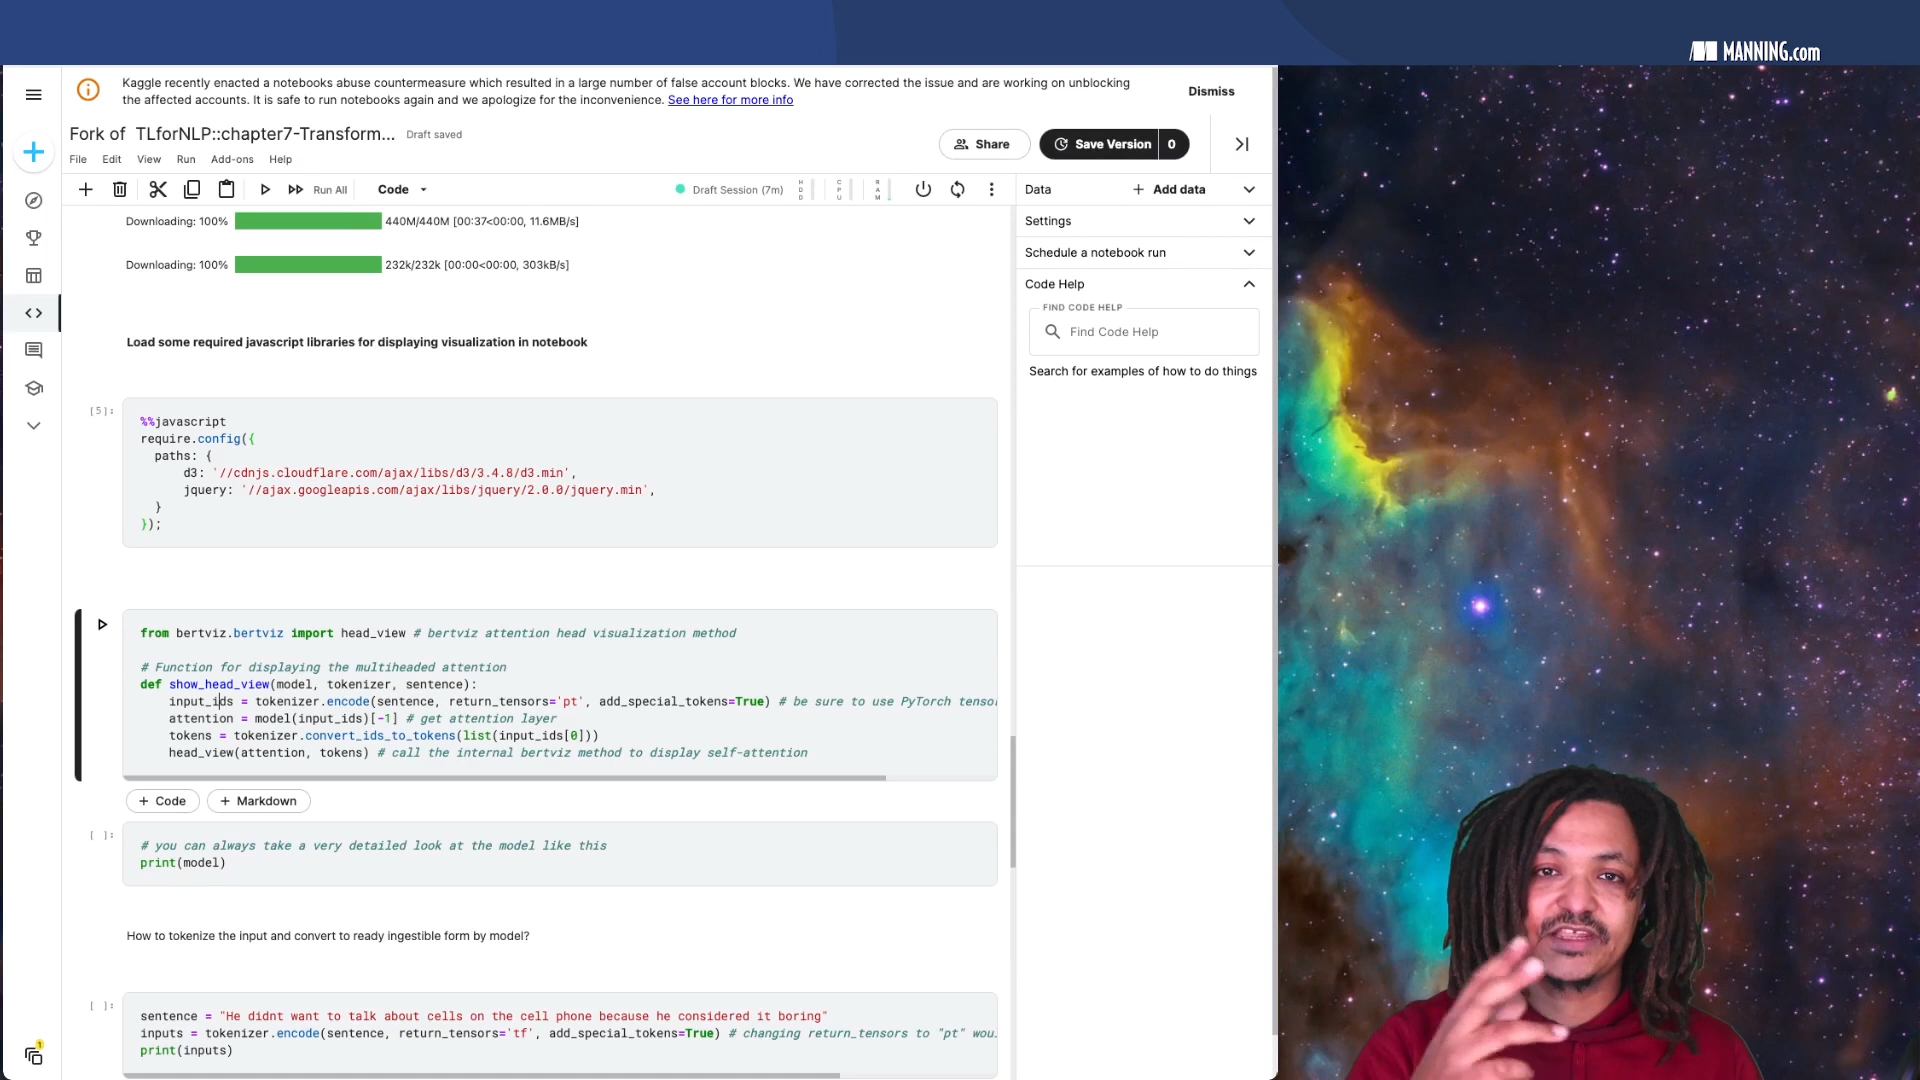 MANNING.com
Kaggle recently enacted a notebooks abuse countermeasure which resulted in a large number of false account blocks. We have corrected the issue and are working on unblocking
the affected accounts. It is safe to run notebooks again and we apologize for the inconvenience. See here for more info
Dismiss
Fork of TLforNLP::chapter7-Transform... Draft saved
File Edit View Run Add-ons Help
Share
Save Version 0
Run All
Code
Draft Session (7m)
HDD
CPU
RAM
Data
Add data
Settings
Schedule a notebook run
Code Help
FIND CODE HELP
Find Code Help
Search for examples of how to do things
Downloading: 100% 440M/440M [00:37<00:00, 11.6MB/s]
Downloading: 100% 232k/232k [00:00<00:00, 303kB/s]
Load some required javascript libraries for displaying visualization in notebook
[5]:
%%javascript
require.config({
paths: {
d3: '//cdnjs.cloudflare.com/ajax/libs/d3/3.4.8/d3.min',
jquery: '//ajax.googleapis.com/ajax/libs/jquery/2.0.0/jquery.min',
}
});
from bertviz.bertviz import head_view # bertviz attention head visualization method
# Function for displaying the multiheaded attention
def show_head_view(model, tokenizer, sentence):
input_ids = tokenizer.encode(sentence, return_tensors='pt', add_special_tokens=True) # be sure to use PyTorch tensor
attention = model(input_ids)[-1] # get attention layer
tokens = tokenizer.convert_ids_to_tokens(list(input_ids[0]))
head_view(attention, tokens) # call the internal bertviz method to display self-attention
+ Code
+ Markdown
[ ]:
# you can always take a very detailed look at the model like this
print(model)
How to tokenize the input and convert to ready ingestible form by model?
[ ]:
sentence = "He didnt want to talk about cells on the cell phone because he considered it boring"
inputs = tokenizer.encode(sentence, return_tensors='tf', add_special_tokens=True) # changing return_tensors to "pt" wou
print(inputs)
1